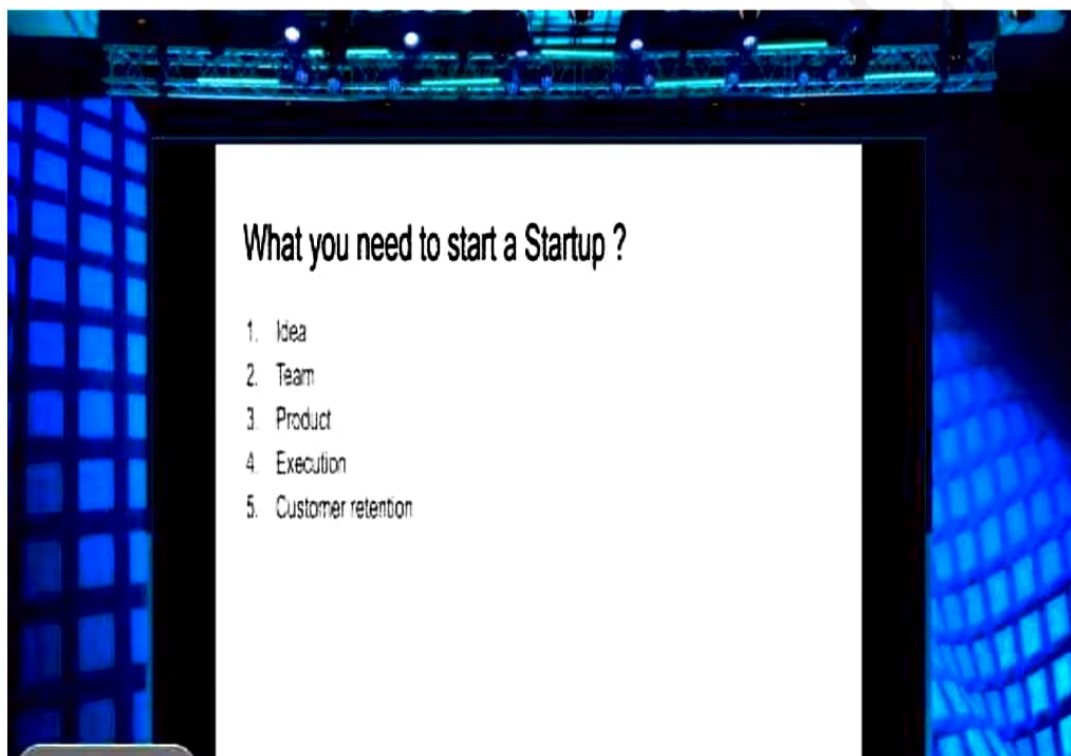 What you need to start a Startup ?
1. Idea
2. Team
3. Product
4. Execution
5. Customer retention